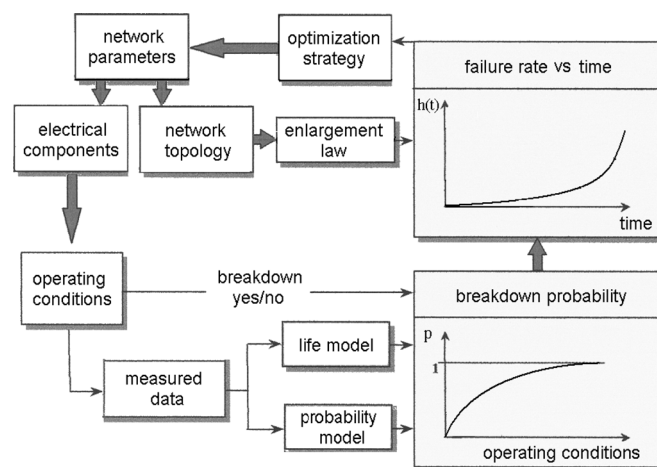 network
parameters
optimization
strategy
failure rate vs time
h(t)
time
electrical
components
network
topology
enlargement
law
operating
conditions
breakdown
yes/no
breakdown probability
p
1
operating conditions
measured
data
life model
probability
model